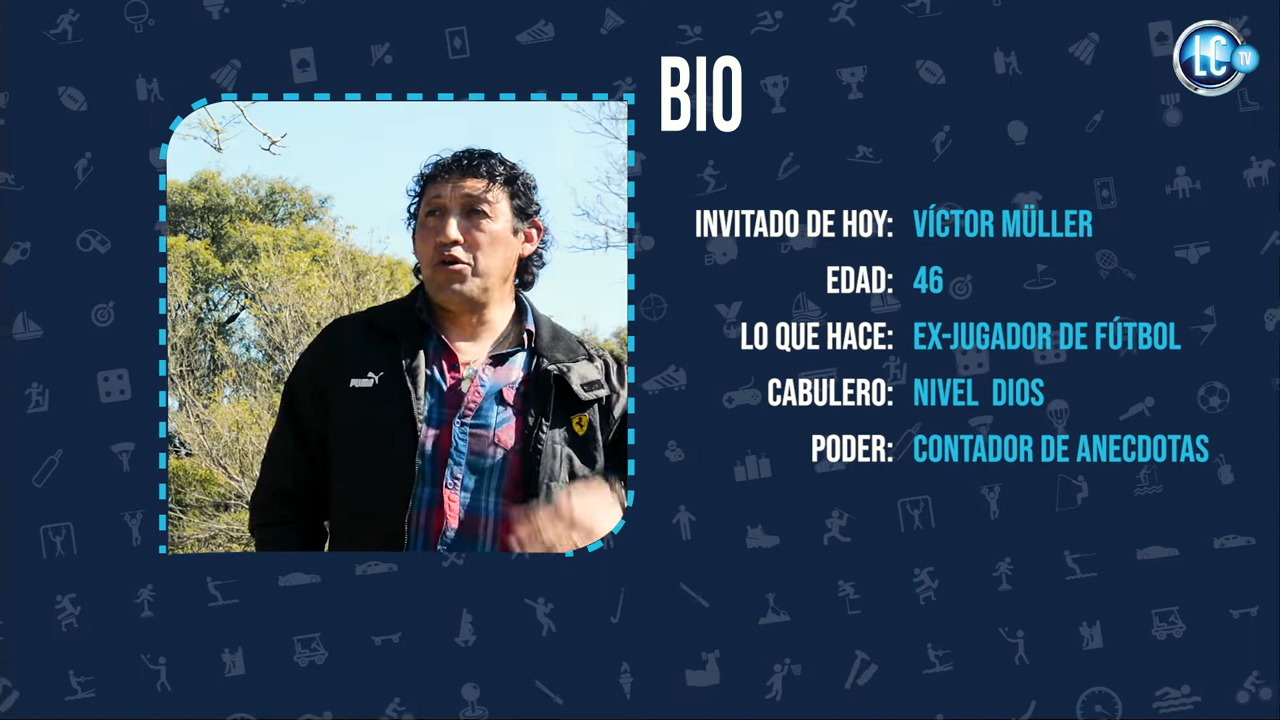 LC TV
BIO
INVITADO DE HOY: VÍCTOR MÜLLER
EDAD: 46
LO QUE HACE: EX-JUGADOR DE FÚTBOL
CABULERO: NIVEL DIOS
PODER: CONTADOR DE ANECDOTAS
PUMA